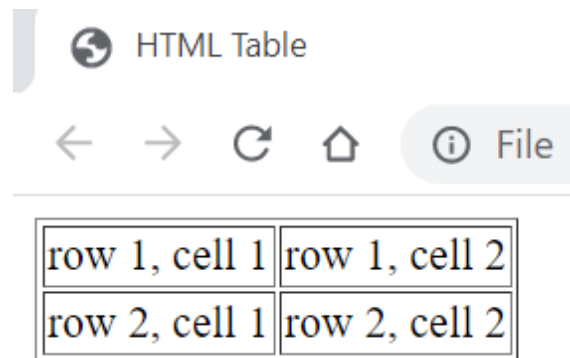 HTML Table
File
row 1, cell 1 row 1, cell 2
row 2, cell 1 row 2, cell 2